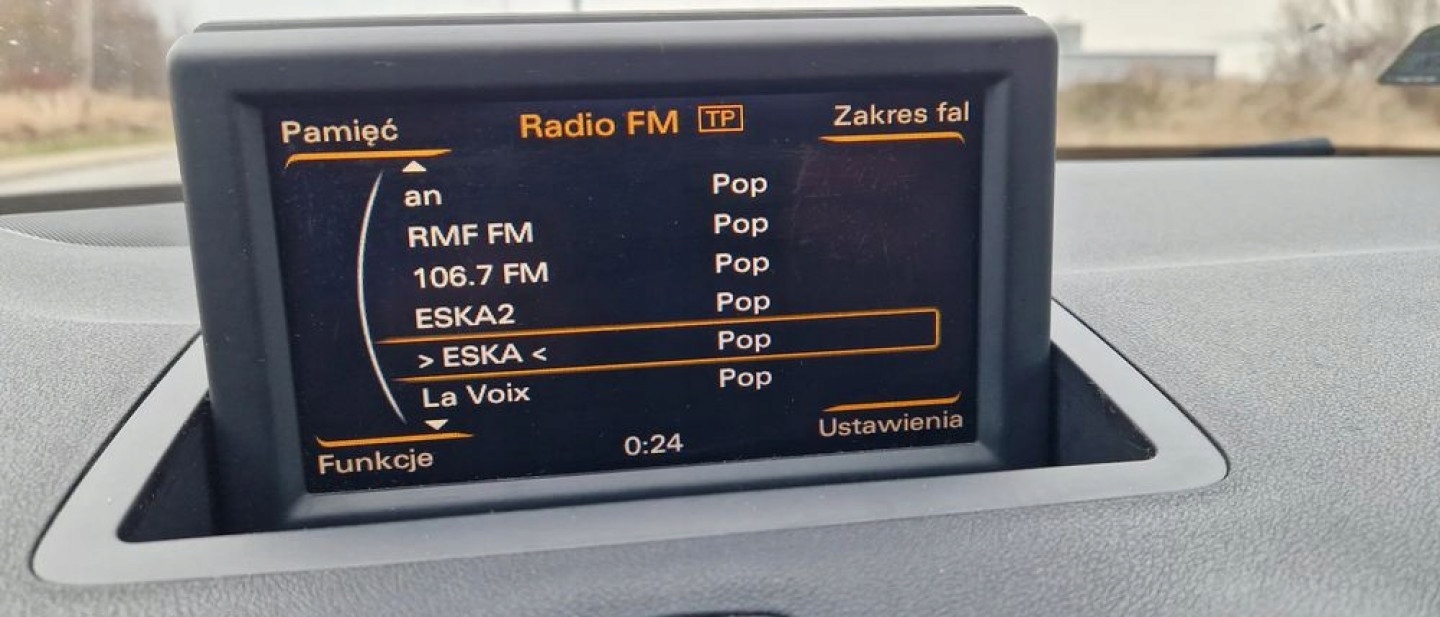 Pamięć Radio FM TP Zakres fal
an Pop
RMF FM Pop
106.7 FM Pop
ESKA2 Pop
> ESKA < Pop
La Voix Pop
Funkcje 0:24 Ustawienia